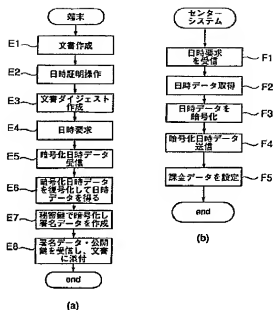 端末
E1
文書作成
E2
日時証明操作
E3
文書ダイジェスト
作成
E4
日時要求
E5
暗号化日時データ
受信
E6
暗号化日時データ
を復号化して日時
データを得る
E7
秘密鍵で暗号化し
署名データを作成
E8
署名データ・公開
鍵を受信し、文書
に添付
end
(a)
センター
システム
日時要求
を受信
F1
日時データ取得
F2
日時データを
暗号化
F3
暗号化日時データ
送信
F4
課金データを設定
F5
end
(b)